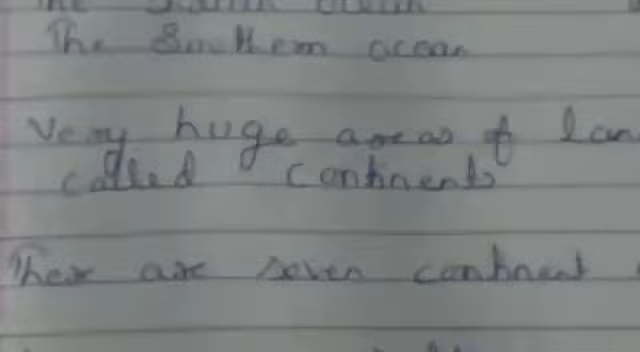 The Southern ocean
Very huge areas of lan
called continents
There are seven continent